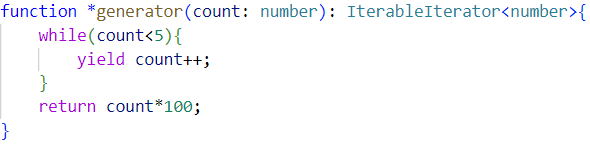 function *generator(count: number): IterableIterator<number>{
    while(count<5){
        yield count++;
    }
    return count*100;
}